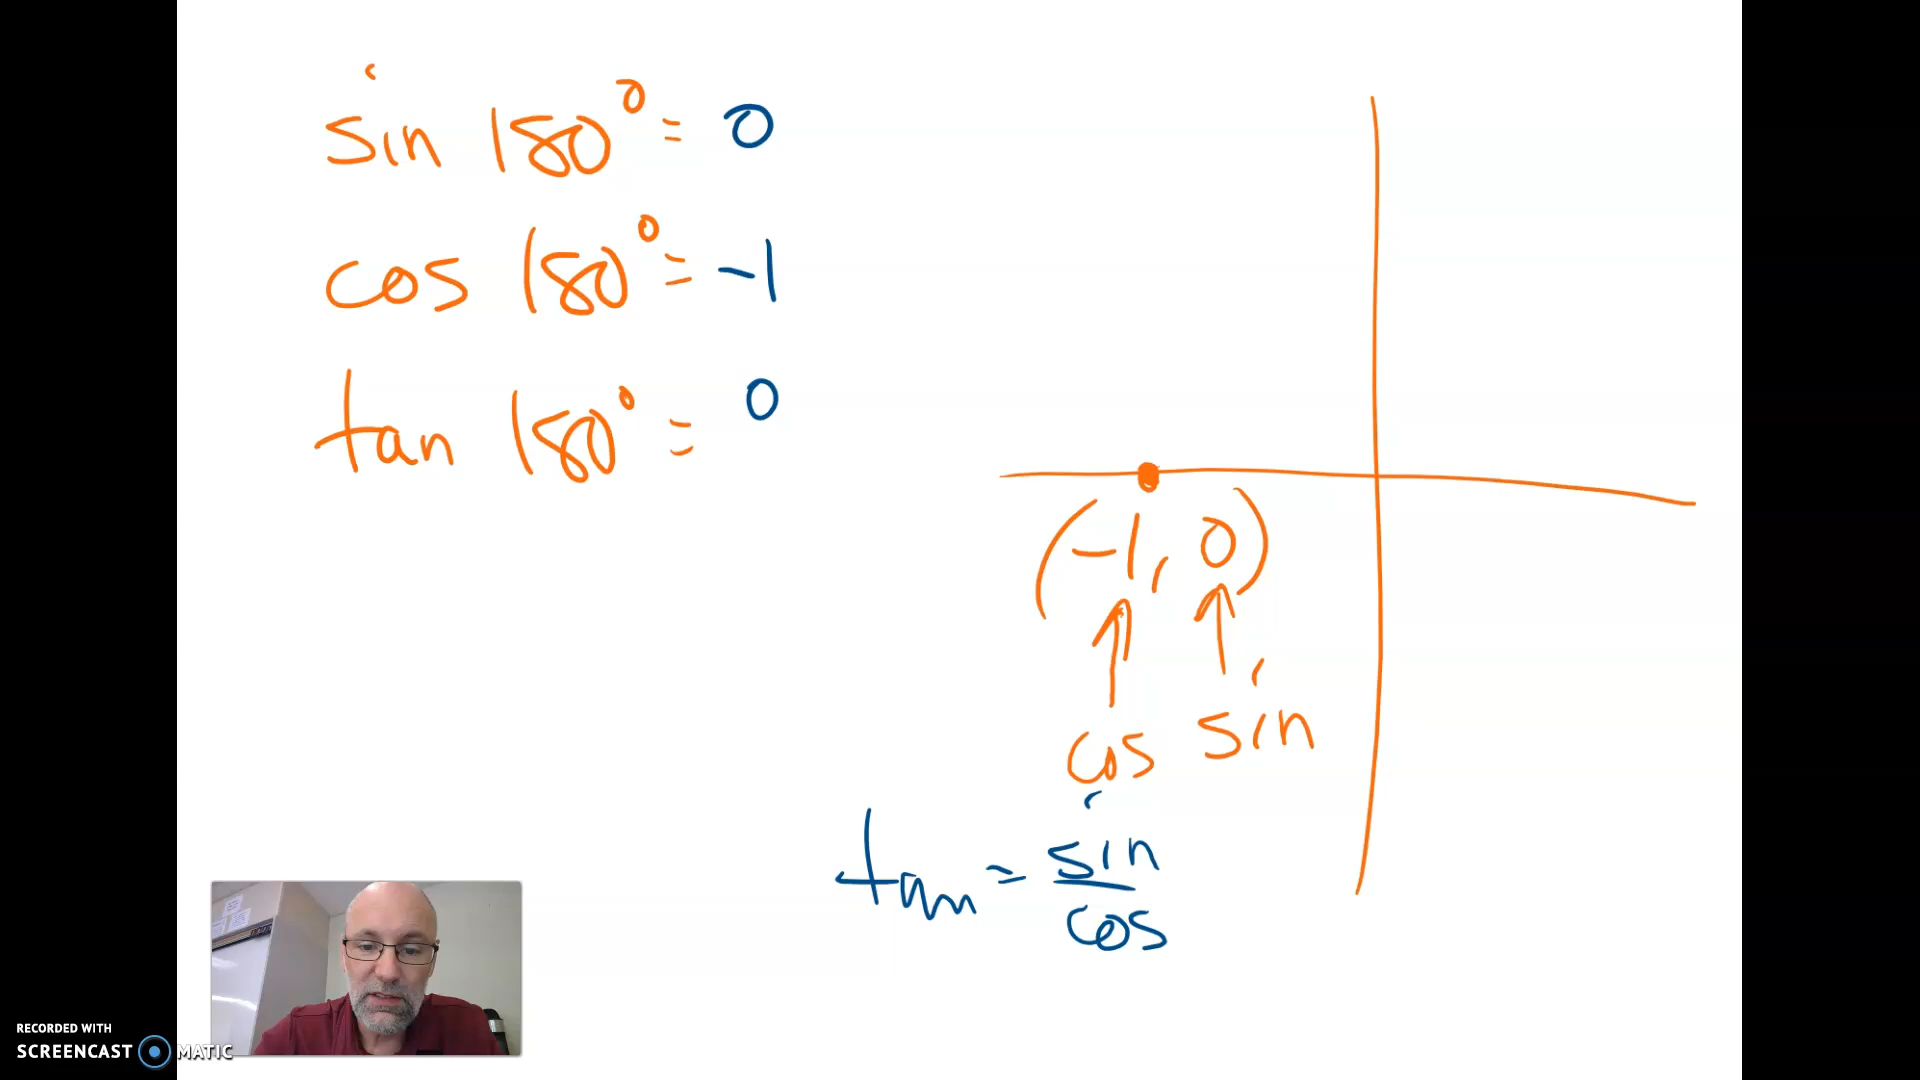 sin 180° = 0
cos 180° = -1
tan 180° = 0
(-1, 0)
cos sin
tan = sin
cos
RECORDED WITH
SCREENCAST MATIC